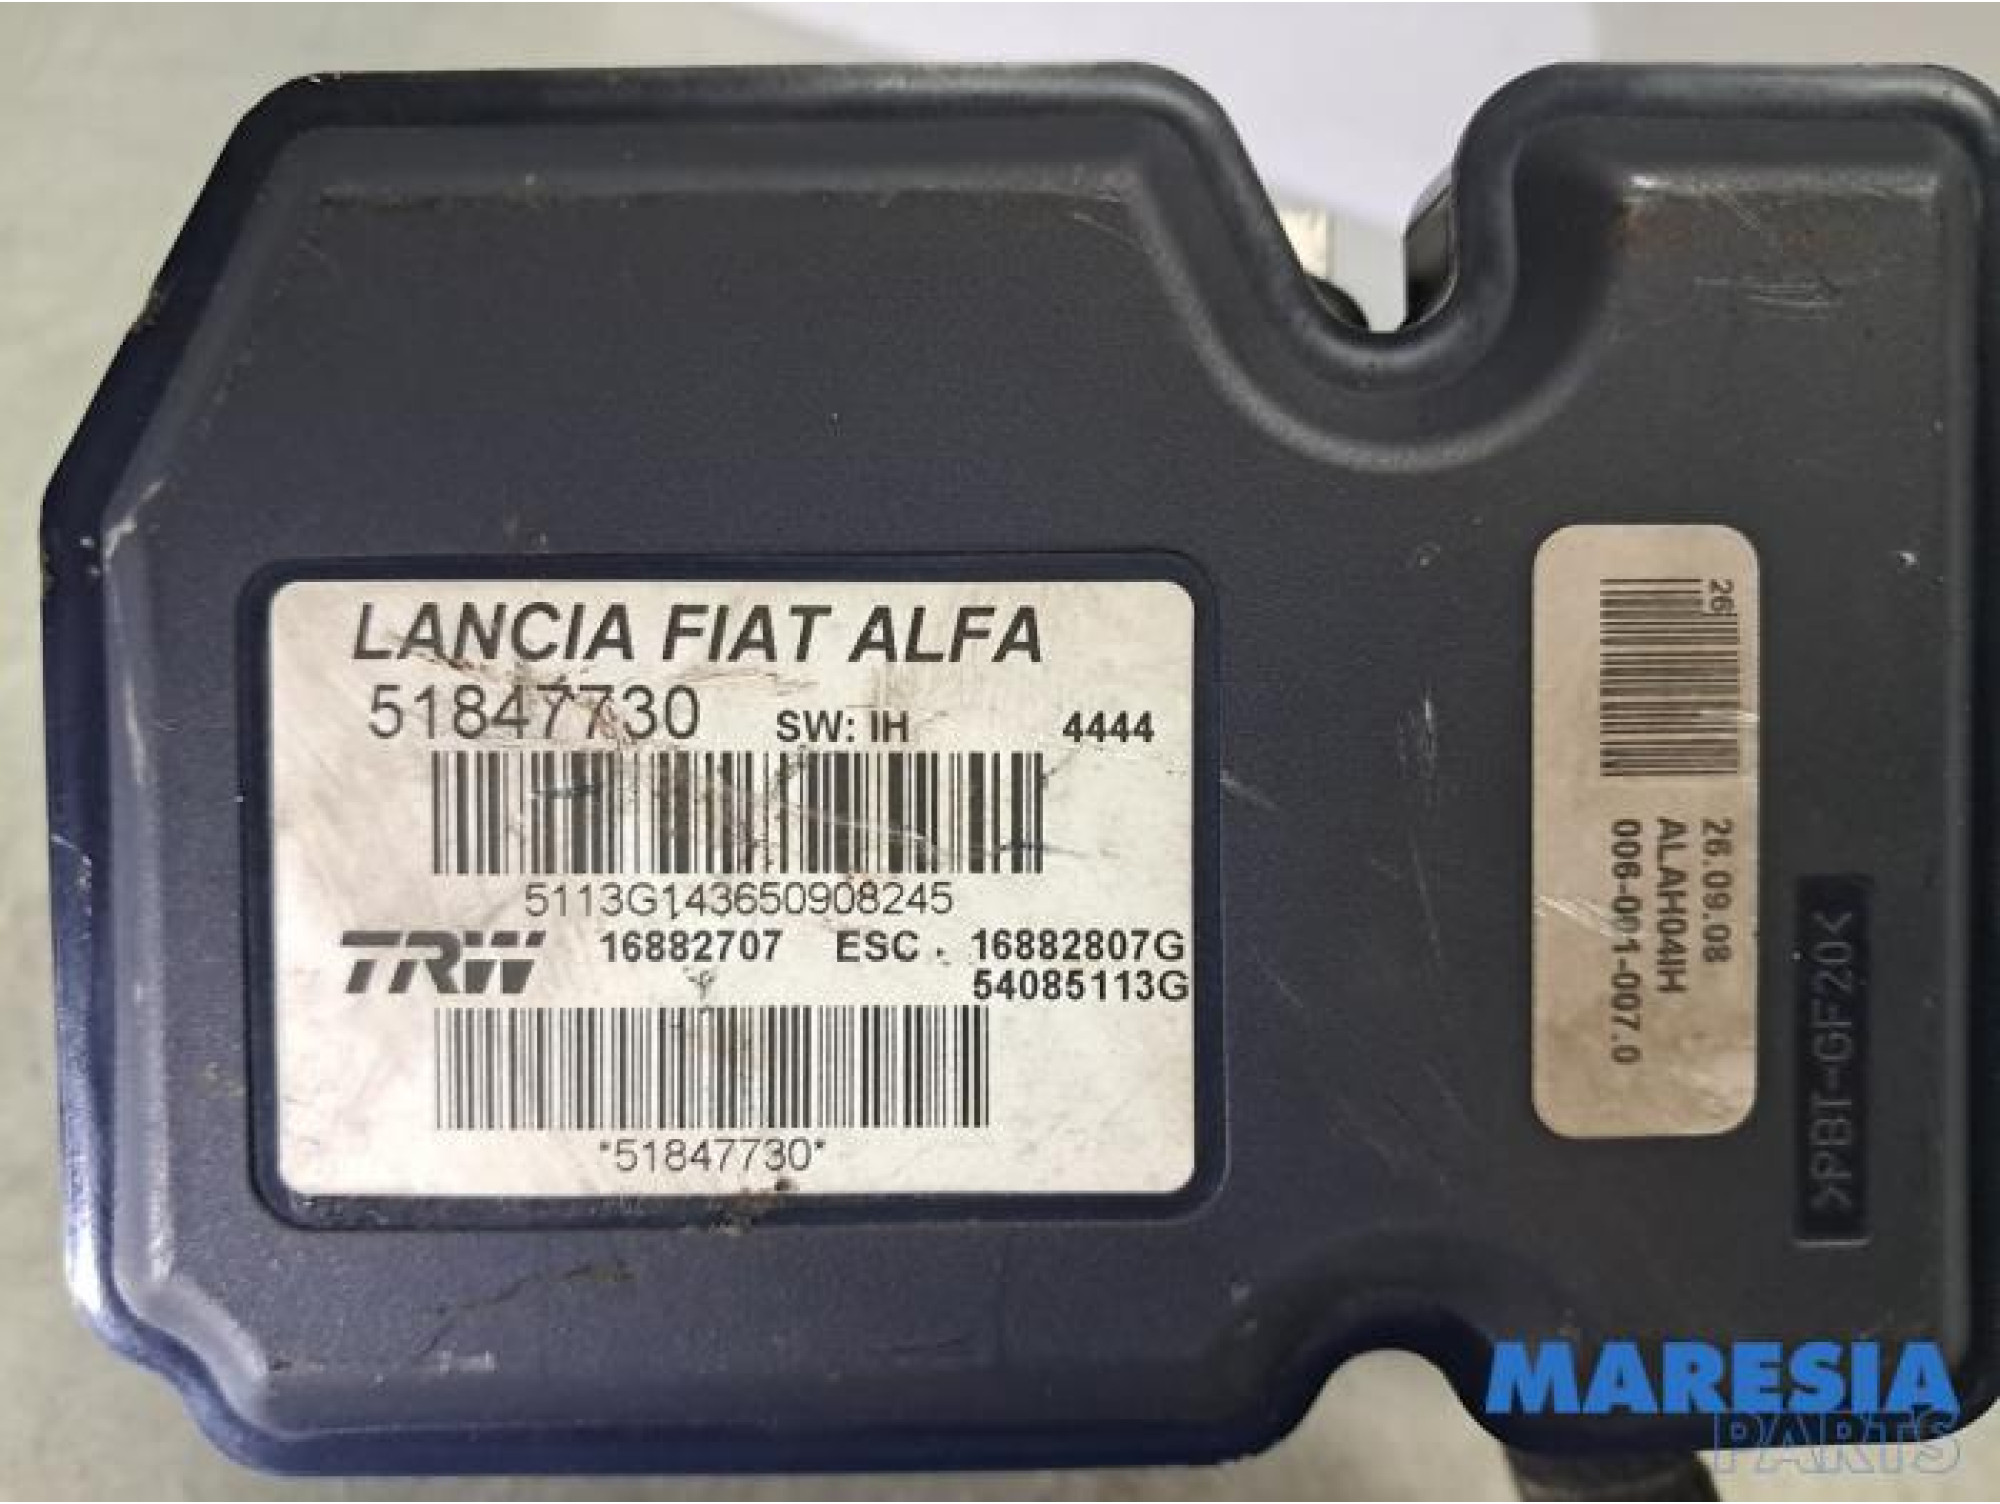 LANCIA FIAT ALFA
51847730 SW: IH 4444
5113G143650908245
TRW 16882707 ESC 16882807G
54085113G
*51847730*
26
26.09.08
ALAH04IH
006-001-007.0
>PBT-GF20<
MARESIA
PARTS